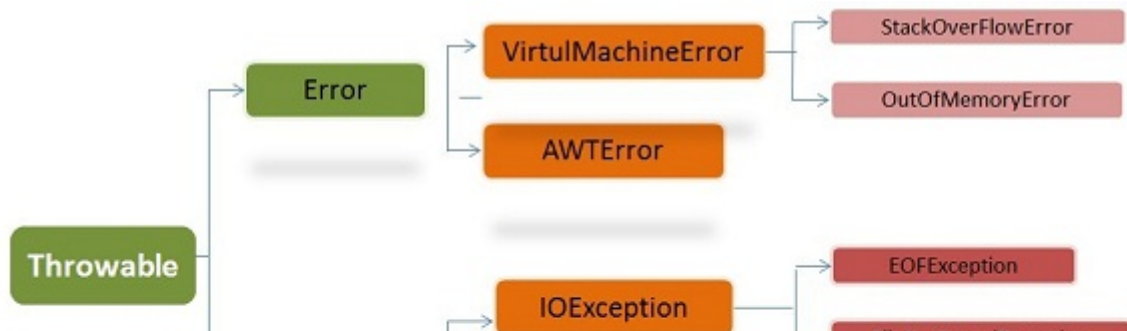 StackOverFlowError
VirtulMachineError
Error
OutOfMemoryError
AWTError
Throwable
EOFException
IOException